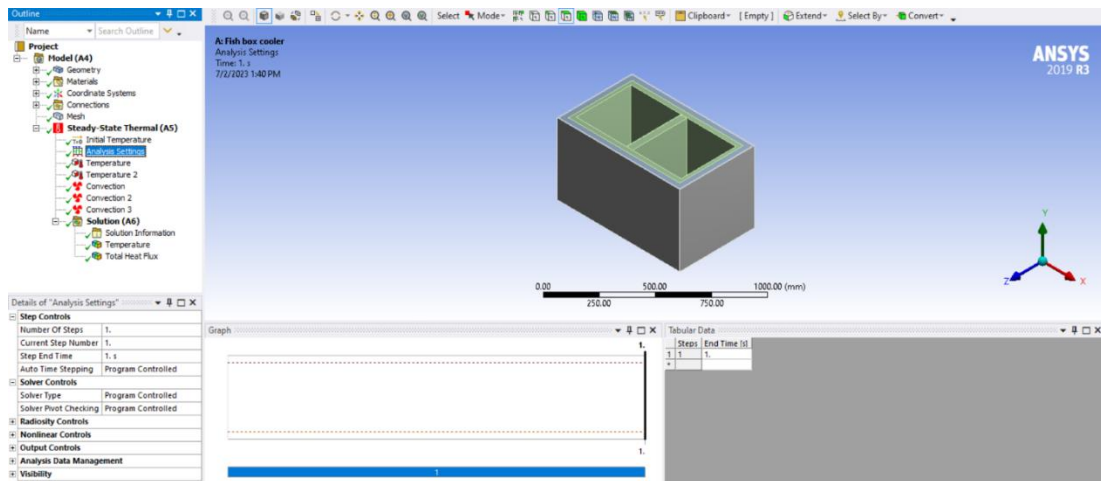 Outline
Name Search Outline
Project
Model (A4)
Geometry
Materials
Coordinate Systems
Connections
Mesh
Steady-State Thermal (A5)
Initial Temperature
Analysis Settings
Temperature
Temperature 2
Convection
Convection 2
Convection 3
Solution (A6)
Solution Information
Temperature
Total Heat Flux
Select Mode Clipboard [ Empty ] Extend Select By Convert
A: Fish box cooler
Analysis Settings
Time: 1. s
7/2/2023 1:40 PM
ANSYS
2019 R3
Y
Z
X
0.00 500.00 1000.00 (mm)
250.00 750.00
Details of "Analysis Settings"
Step Controls
Number Of Steps 1.
Current Step Number 1.
Step End Time 1. s
Auto Time Stepping Program Controlled
Solver Controls
Solver Type Program Controlled
Solver Pivot Checking Program Controlled
Radiosity Controls
Nonlinear Controls
Output Controls
Analysis Data Management
Visibility
Graph
1.
1.
1
Tabular Data
Steps End Time [s]
1 1 1.
*